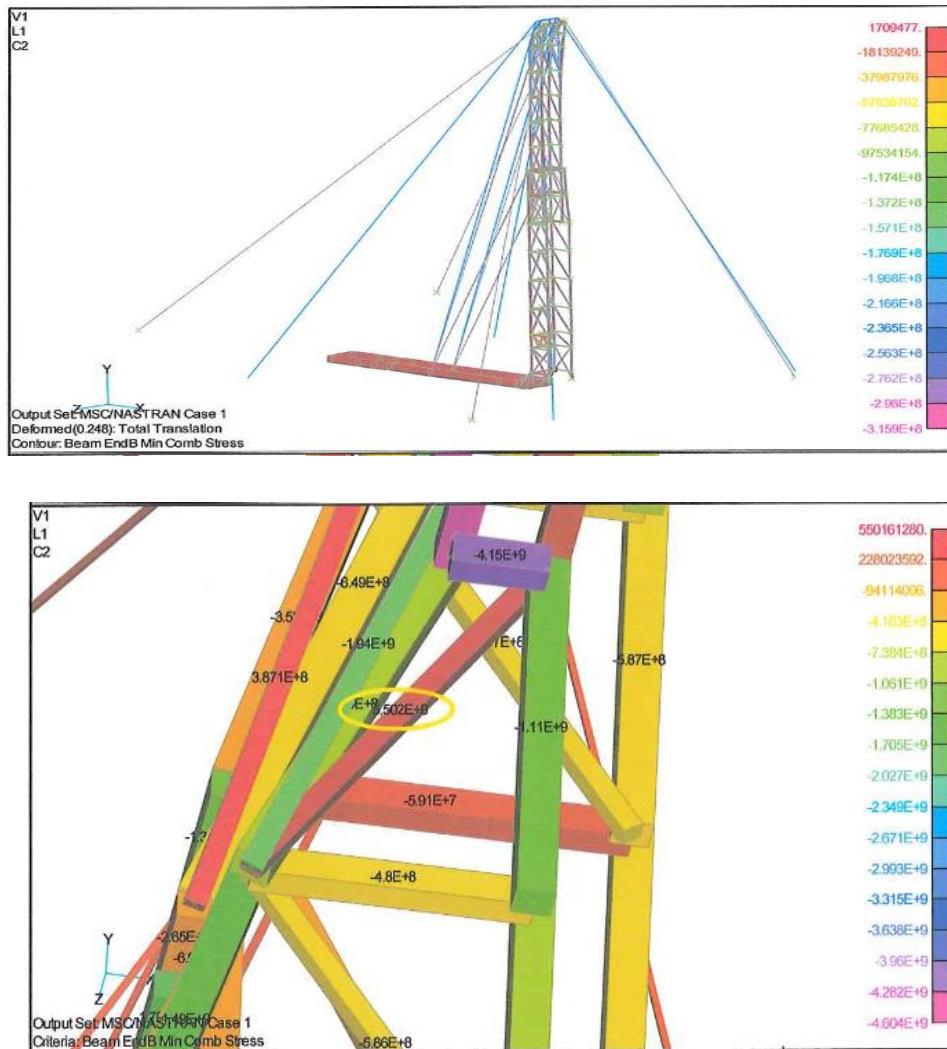 V1
L1
C2
1709477.
-18139249.
-37987976.
-57836702.
-77685428.
-97534154.
-1.174E+8
-1.372E+8
-1.571E+8
-1.769E+8
-1.968E+8
-2.166E+8
-2.365E+8
-2.563E+8
-2.762E+8
-2.96E+8
-3.159E+8
Y
Z X
Output Set: MSC/NASTRAN Case 1
Deformed(0.248): Total Translation
Contour: Beam EndB Min Comb Stress
V1
L1
C2
550161280.
228023592.
-94114096.
-4.163E+8
-7.384E+8
-1.061E+9
-1.383E+9
-1.705E+9
-2.027E+9
-2.349E+9
-2.671E+9
-2.993E+9
-3.315E+9
-3.638E+9
-3.96E+9
-4.282E+9
-4.604E+9
-4.15E+9
-6.49E+8
-1.94E+9
-5.87E+8
3.871E+8
5.502E+8
-1.11E+9
-5.91E+7
-4.8E+8
-5.86E+8
Y
Z
Output Set: MSC/NASTRAN Case 1
Criteria: Beam EndB Min Comb Stress